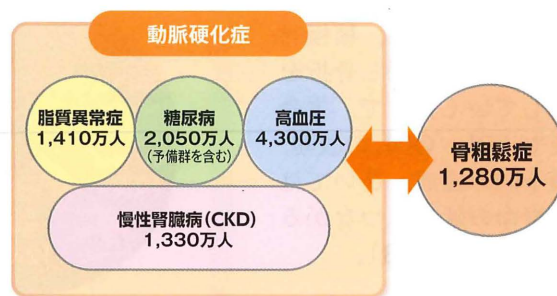 動脈硬化症
脂質異常症
1,410万人
糖尿病
2,050万人
(予備群を含む)
高血圧
4,300万人
慢性腎臓病(CKD)
1,330万人
骨粗鬆症
1,280万人